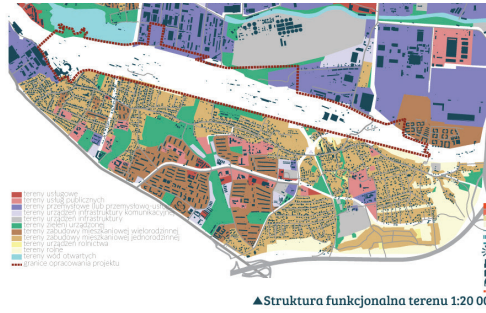 tereny usługowe
tereny usług publicznych
tereny przemysłowe lub przemysłowo usługowe
tereny urządzeń infrastruktury komunikacyjnej
tereny urządzeń infrastruktury
tereny zieleni urządzonej
tereny zabudowy mieszkaniowej wielorodzinnej
tereny zabudowy mieszkaniowej jednorodzinnej
tereny urządzeń rolnictwa
tereny rolne
tereny wód otwartych
granice opracowania projektu
▲Struktura funkcjonalna terenu 1:20 00